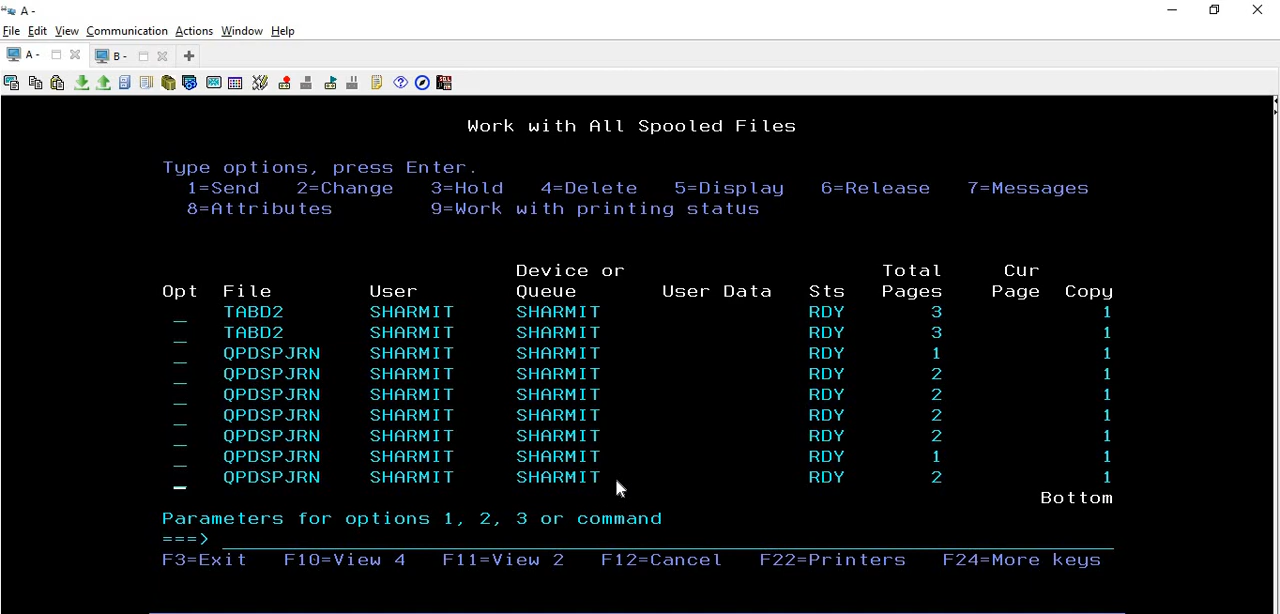 A -
File Edit View Communication Actions Window Help
A - B -
Work with All Spooled Files
Type options, press Enter.
1=Send 2=Change 3=Hold 4=Delete 5=Display 6=Release 7=Messages
8=Attributes 9=Work with printing status
Device or Total Cur
Opt File User Queue User Data Sts Pages Page Copy
_ TABD2 SHARMIT SHARMIT RDY 3 1
_ TABD2 SHARMIT SHARMIT RDY 3 1
_ QPDSPJRN SHARMIT SHARMIT RDY 1 1
_ QPDSPJRN SHARMIT SHARMIT RDY 2 1
_ QPDSPJRN SHARMIT SHARMIT RDY 2 1
_ QPDSPJRN SHARMIT SHARMIT RDY 2 1
_ QPDSPJRN SHARMIT SHARMIT RDY 2 1
_ QPDSPJRN SHARMIT SHARMIT RDY 1 1
_ QPDSPJRN SHARMIT SHARMIT RDY 2 1
Bottom
Parameters for options 1, 2, 3 or command
===>
F3=Exit F10=View 4 F11=View 2 F12=Cancel F22=Printers F24=More keys